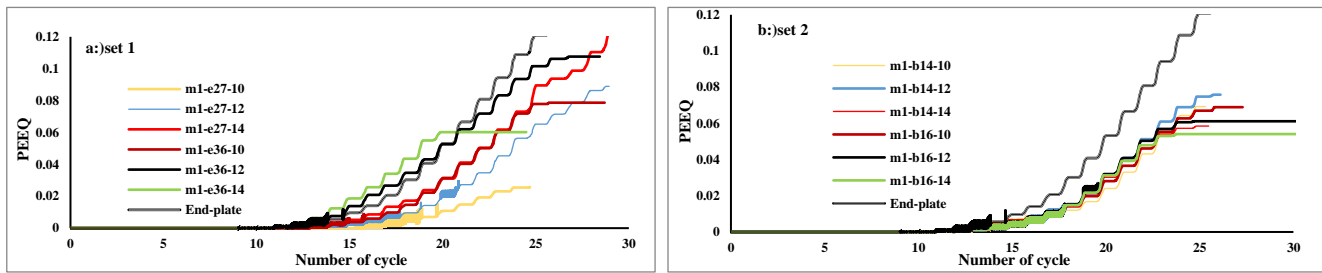 a:)set 1
0.12
0.1
0.08
0.06
0.04
0.02
0
PEEQ
m1-e27-10
m1-e27-12
m1-e27-14
m1-e36-10
m1-e36-12
m1-e36-14
End-plate
0 5 10 15 20 25 30
Number of cycle
b:)set 2
0.12
0.1
0.08
0.06
0.04
0.02
0
PEEQ
m1-b14-10
m1-b14-12
m1-b14-14
m1-b16-10
m1-b16-12
m1-b16-14
End-plate
0 5 10 15 20 25 30
Number of cycle